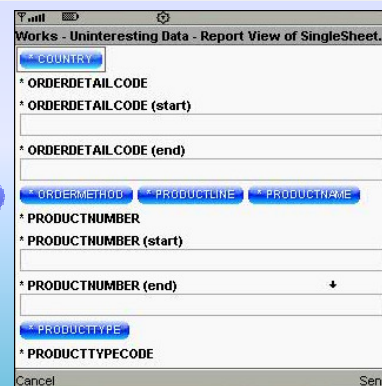 Works - Uninteresting Data - Report View of SingleSheet.
* COUNTRY
* ORDERDETAILCODE
* ORDERDETAILCODE (start)
* ORDERDETAILCODE (end)
* ORDERMETHOD * PRODUCTLINE * PRODUCTNAME
* PRODUCTNUMBER
* PRODUCTNUMBER (start)
* PRODUCTNUMBER (end)
* PRODUCTTYPE
* PRODUCTTYPECODE
Cancel Sen